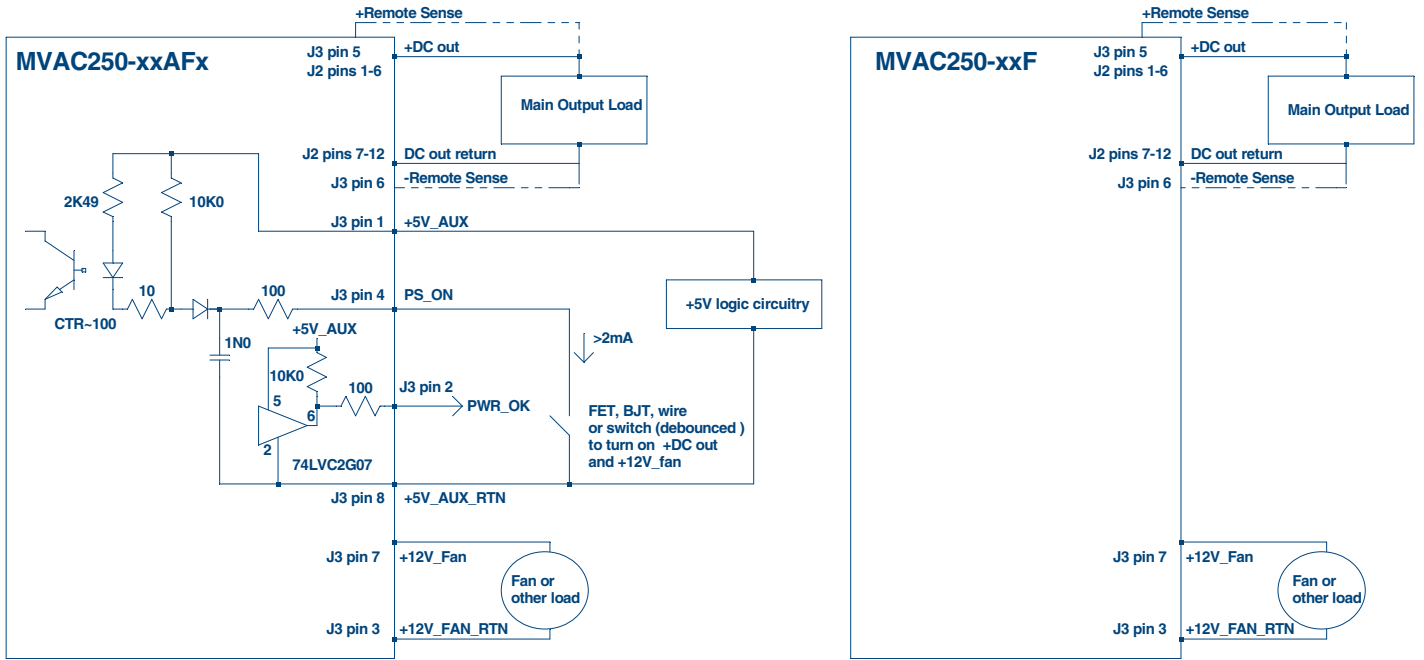 +Remote Sense
J3 pin 5
+DC out
MVAC250-xxAFx
J2 pins 1-6
Main Output Load
J2 pins 7-12
DC out return
J3 pin 6
-Remote Sense
2K49
10K0
J3 pin 1
+5V_AUX
10
100
J3 pin 4
PS_ON
+5V logic circuitry
CTR~100
+5V_AUX
1N0
>2mA
10K0
100
J3 pin 2
5
6
PWR_OK
2
74LVC2G07
FET, BJT, wire
or switch (debounced )
to turn on +DC out
and +12V_fan
J3 pin 8
+5V_AUX_RTN
J3 pin 7
+12V_Fan
Fan or
other load
J3 pin 3
+12V_FAN_RTN
+Remote Sense
J3 pin 5
+DC out
MVAC250-xxF
J2 pins 1-6
Main Output Load
J2 pins 7-12
DC out return
J3 pin 6
-Remote Sense
J3 pin 7
+12V_Fan
Fan or
other load
J3 pin 3
+12V_FAN_RTN